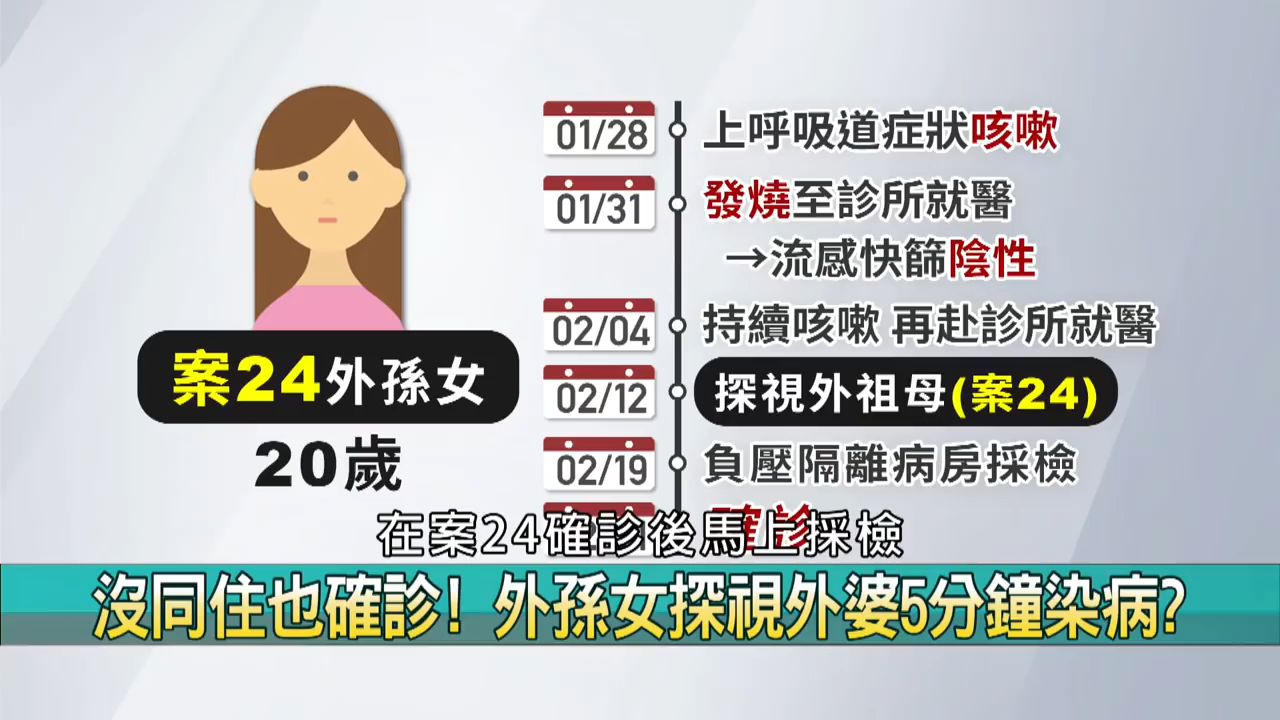 01/28 上呼吸道症狀咳嗽
01/31 發燒至診所就醫
→流感快篩陰性
02/04 持續咳嗽 再赴診所就醫
02/12 探視外祖母(案24)
02/19 負壓隔離病房採檢
確診
案24外孫女
20歲
在案24確診後馬上採檢
沒同住也確診! 外孫女探視外婆5分鐘染病?